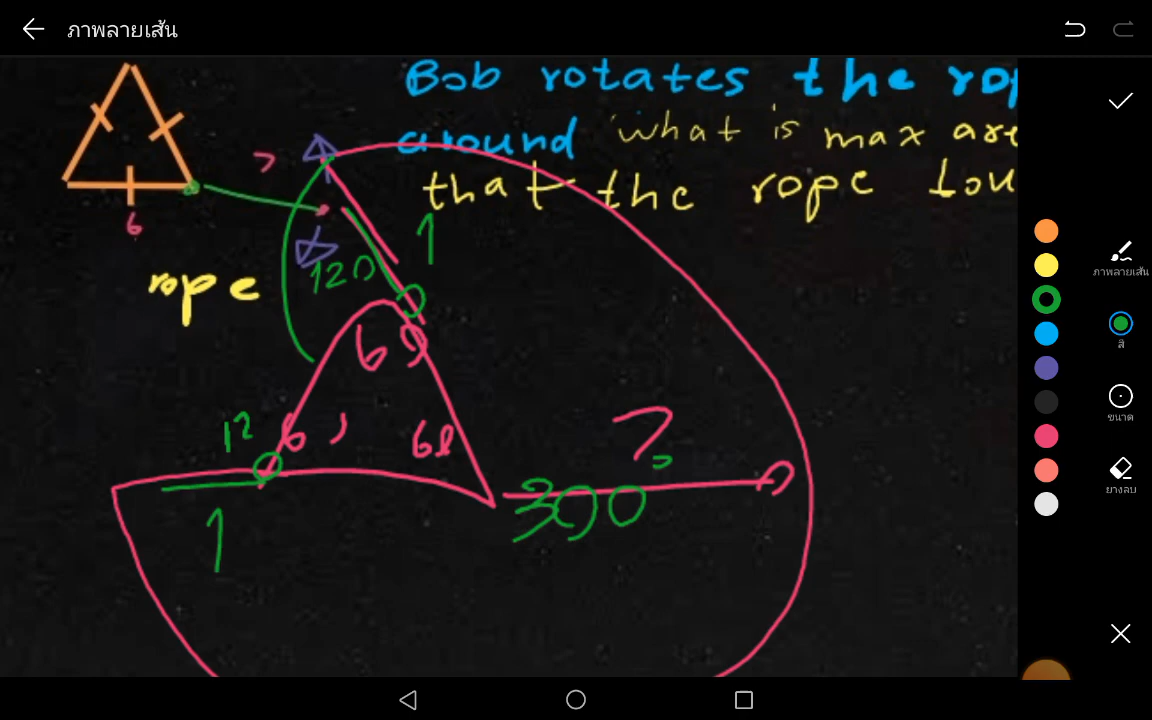 ภาพลายเส้น
Bob rotates the rop
around what is max are
that the rope tou
7
6
rope
1
120
60
12
60
60
?
300
1
ภาพลายเส้น
สี
ขนาด
ยางลบ